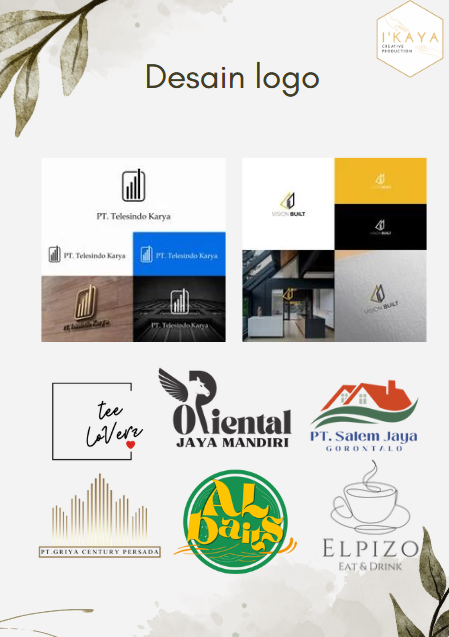 I'KAYA
CREATIVE
PRODUCTION
Desain logo
PT. Telesindo Karya
PT. Telesindo Karya
PT. Telesindo Karya
PT. Telesindo Karya
PT. Telesindo Karya
VISION BUILT
VISION BUILT
VISION BUILT
VISION BUILT
tee
LoVerz
Oriental
JAYA MANDIRI
PT. Salem Jaya
GORONTALO
PT.GRIYA CENTURY PERSADA
AL
baits
ELPIZO
EAT & DRINK